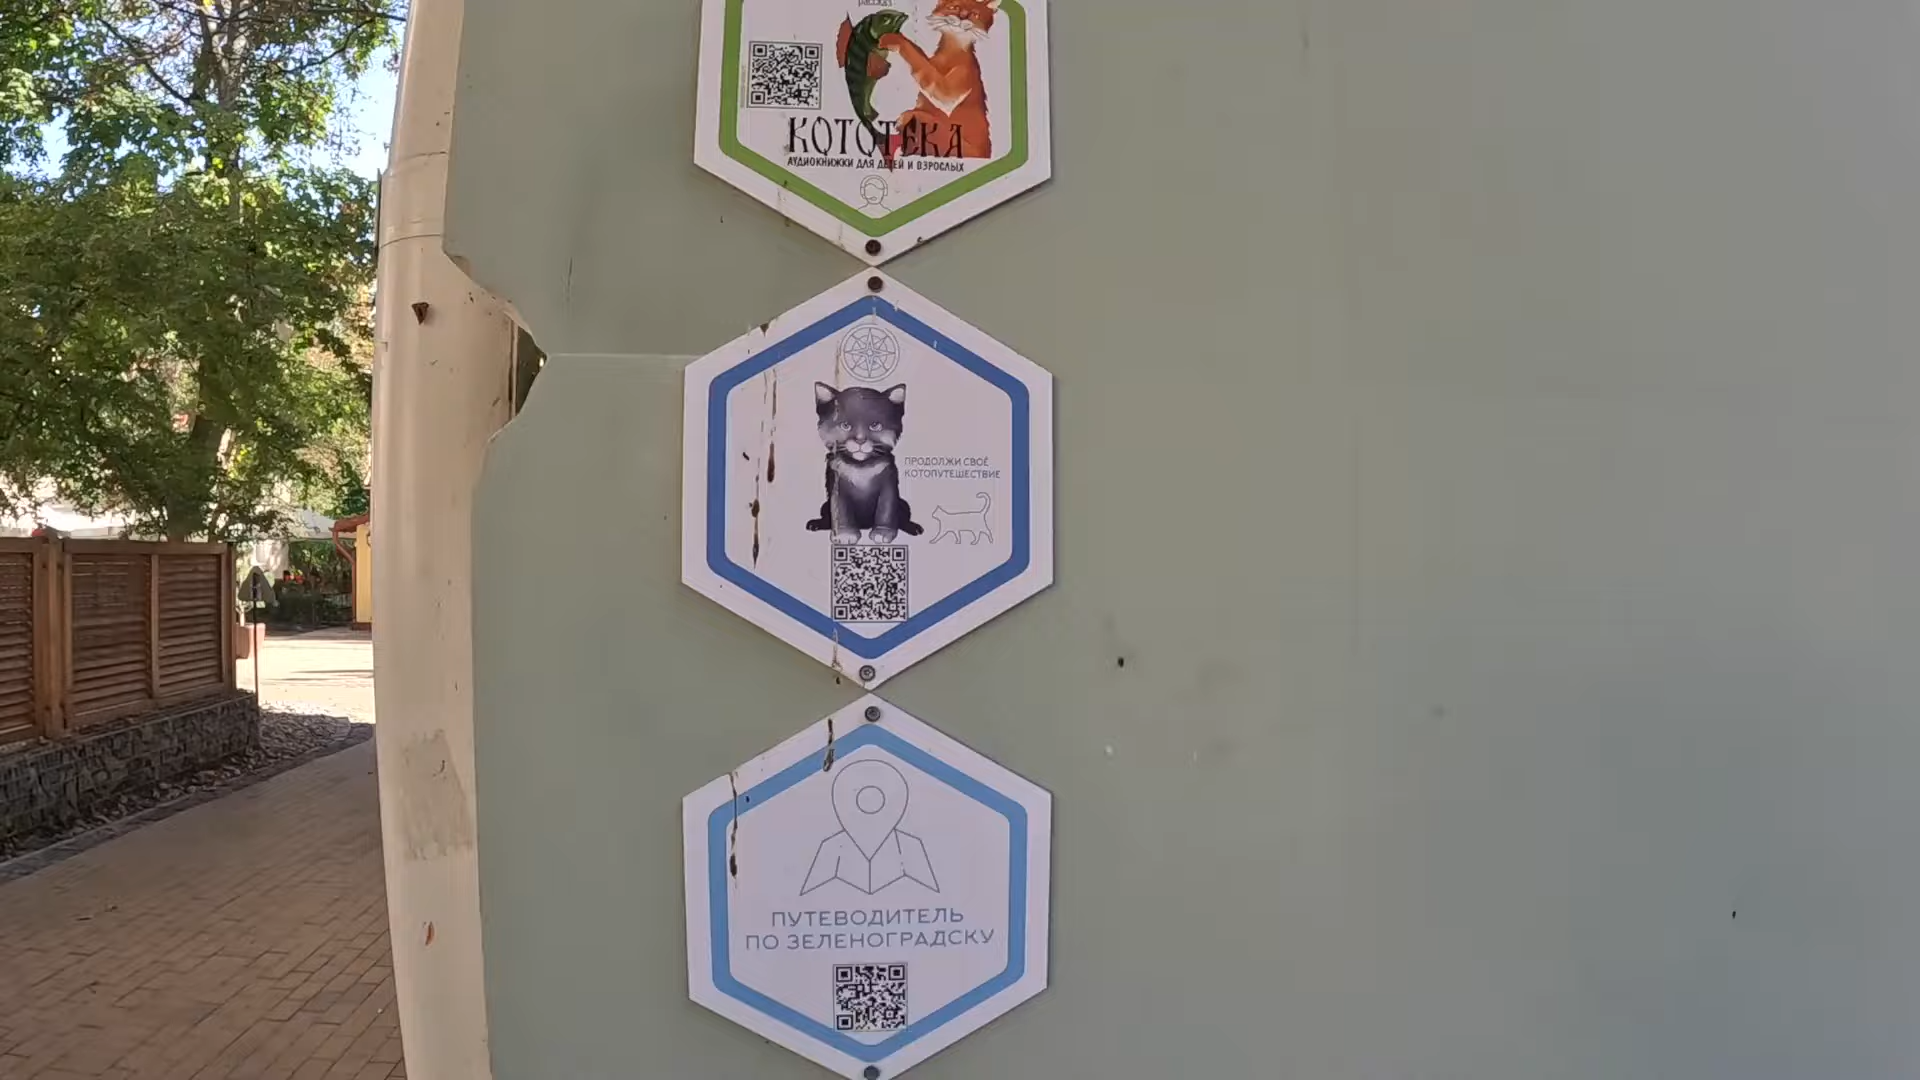 КОТОТЕКА
АУДИОКНИЖКИ ДЛЯ ДЕТЕЙ И ВЗРОСЛЫХ
ПРОДОЛЖИ СВОЁ
КОТОПУТЕШЕСТВИЕ
ПУТЕВОДИТЕЛЬ
ПО ЗЕЛЕНОГРАДСКУ